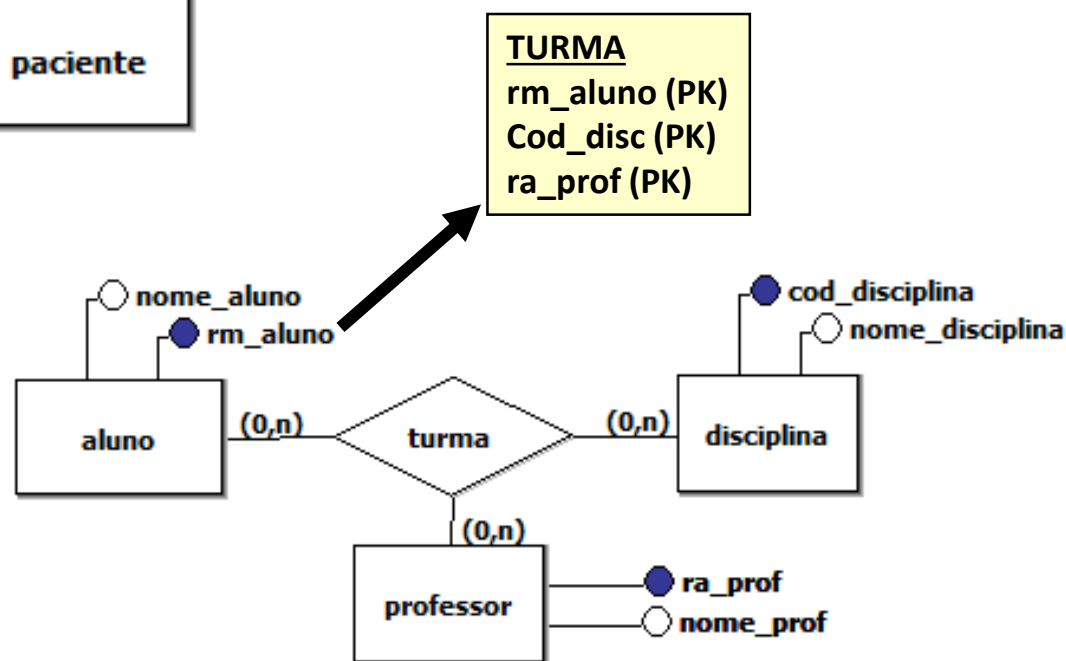 paciente
TURMA
rm_aluno (PK)
Cod_disc (PK)
ra_prof (PK)
nome_aluno
rm_aluno
cod_disciplina
nome_disciplina
aluno
(0,n)
turma
(0,n)
disciplina
(0,n)
professor
ra_prof
nome_prof